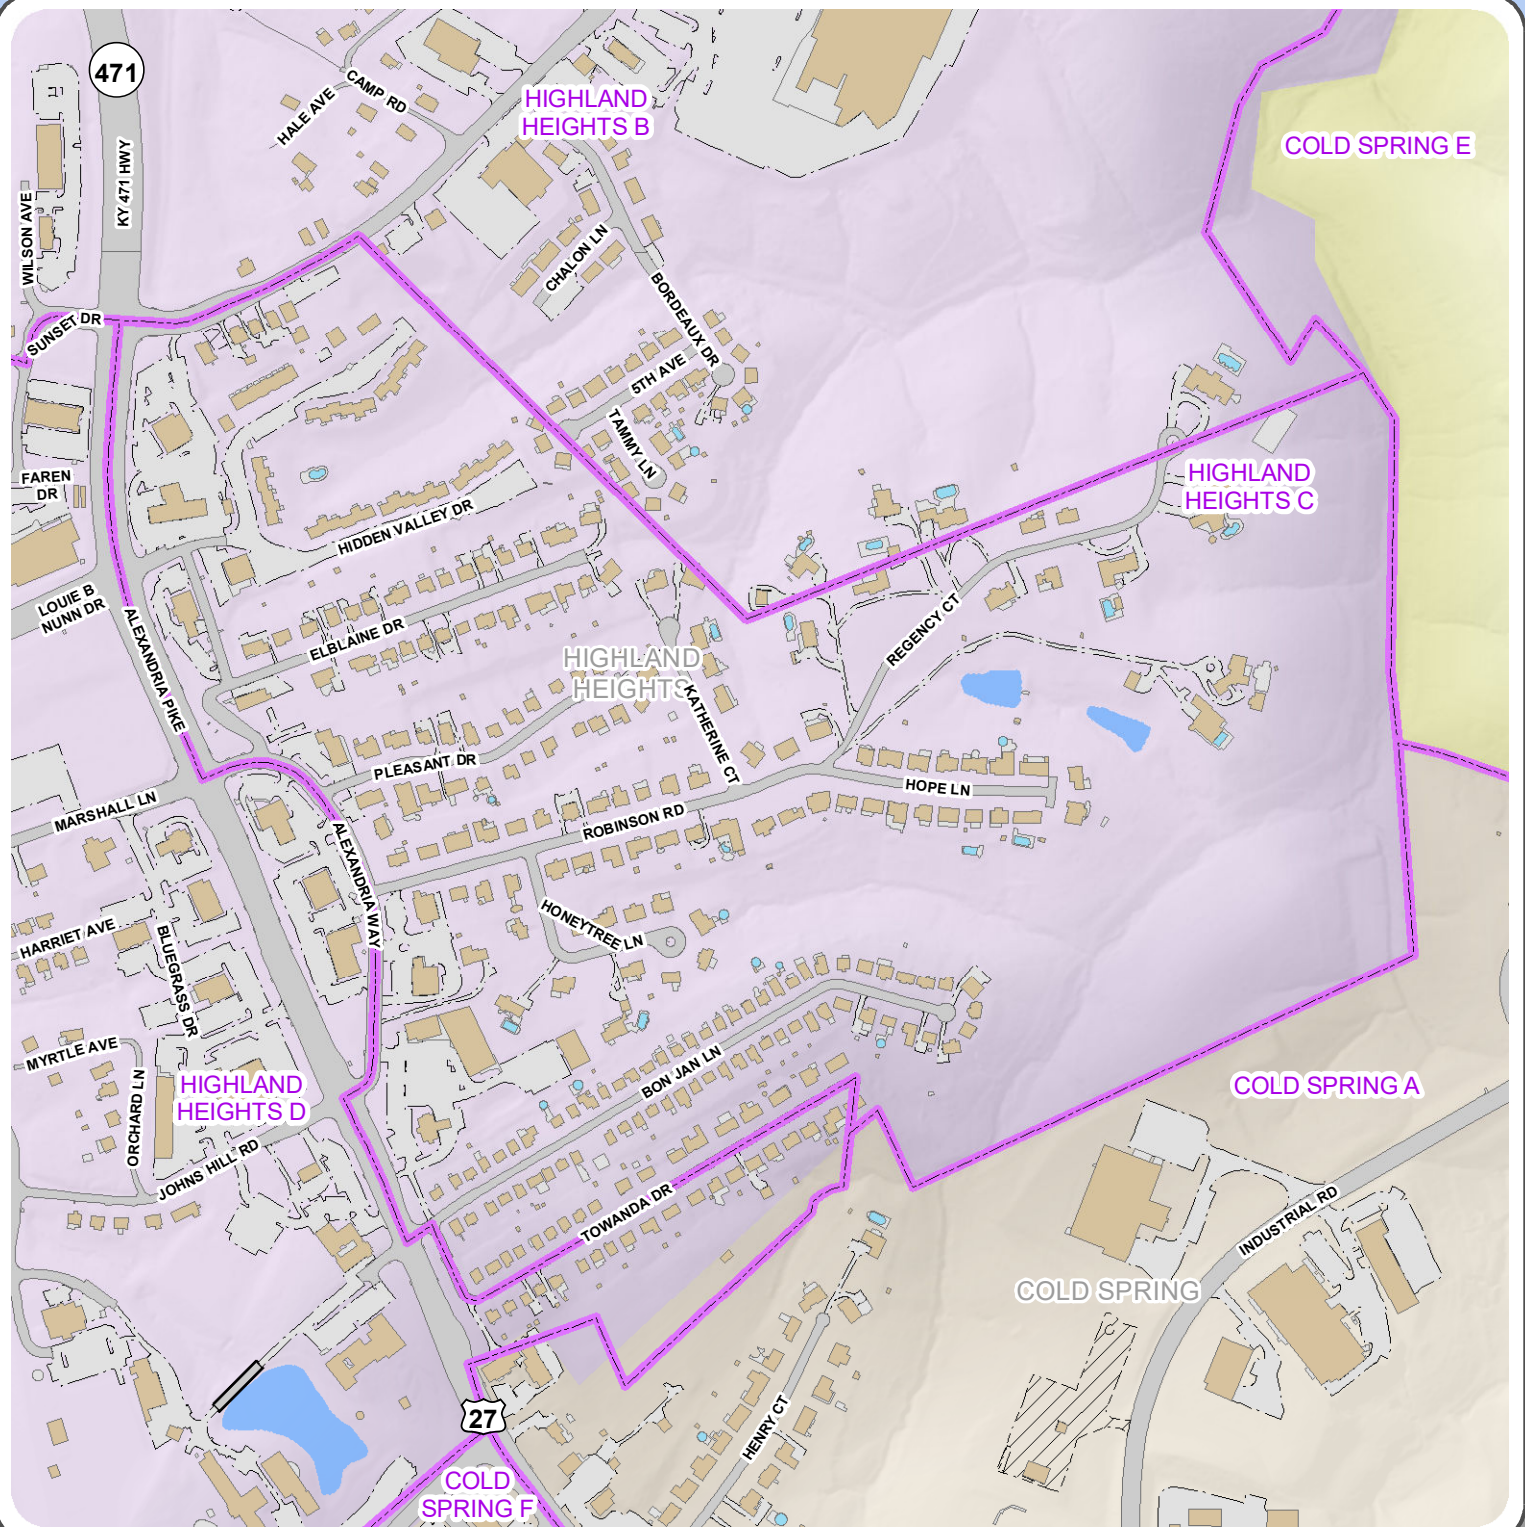 471
CAMP RD
HALE AVE
HIGHLAND
HEIGHTS B
COLD SPRING E
KY 471 HWY
WILSON AVE
CHALON LN
BORDEAUX DR
SUNSET DR
5TH AVE
TAMMY LN
FAREN
DR
HIGHLAND
HEIGHTS C
HIDDEN VALLEY DR
LOUIE B
NUNN DR
ELBLAINE DR
REGENCY CT
ALEXANDRIA PIKE
HIGHLAND
HEIGHTS
KATHERINE CT
PLEASANT DR
HOPE LN
MARSHALL LN
ROBINSON RD
ALEXANDRIA WAY
HONEYTREE LN
HARRIET AVE
BLUEGRASS DR
MYRTLE AVE
BON JAN LN
HIGHLAND
HEIGHTS D
COLD SPRING A
ORCHARD LN
JOHNS HILL RD
TOWANDA DR
INDUSTRIAL RD
COLD SPRING
27
HENRY CT
COLD
SPRING F